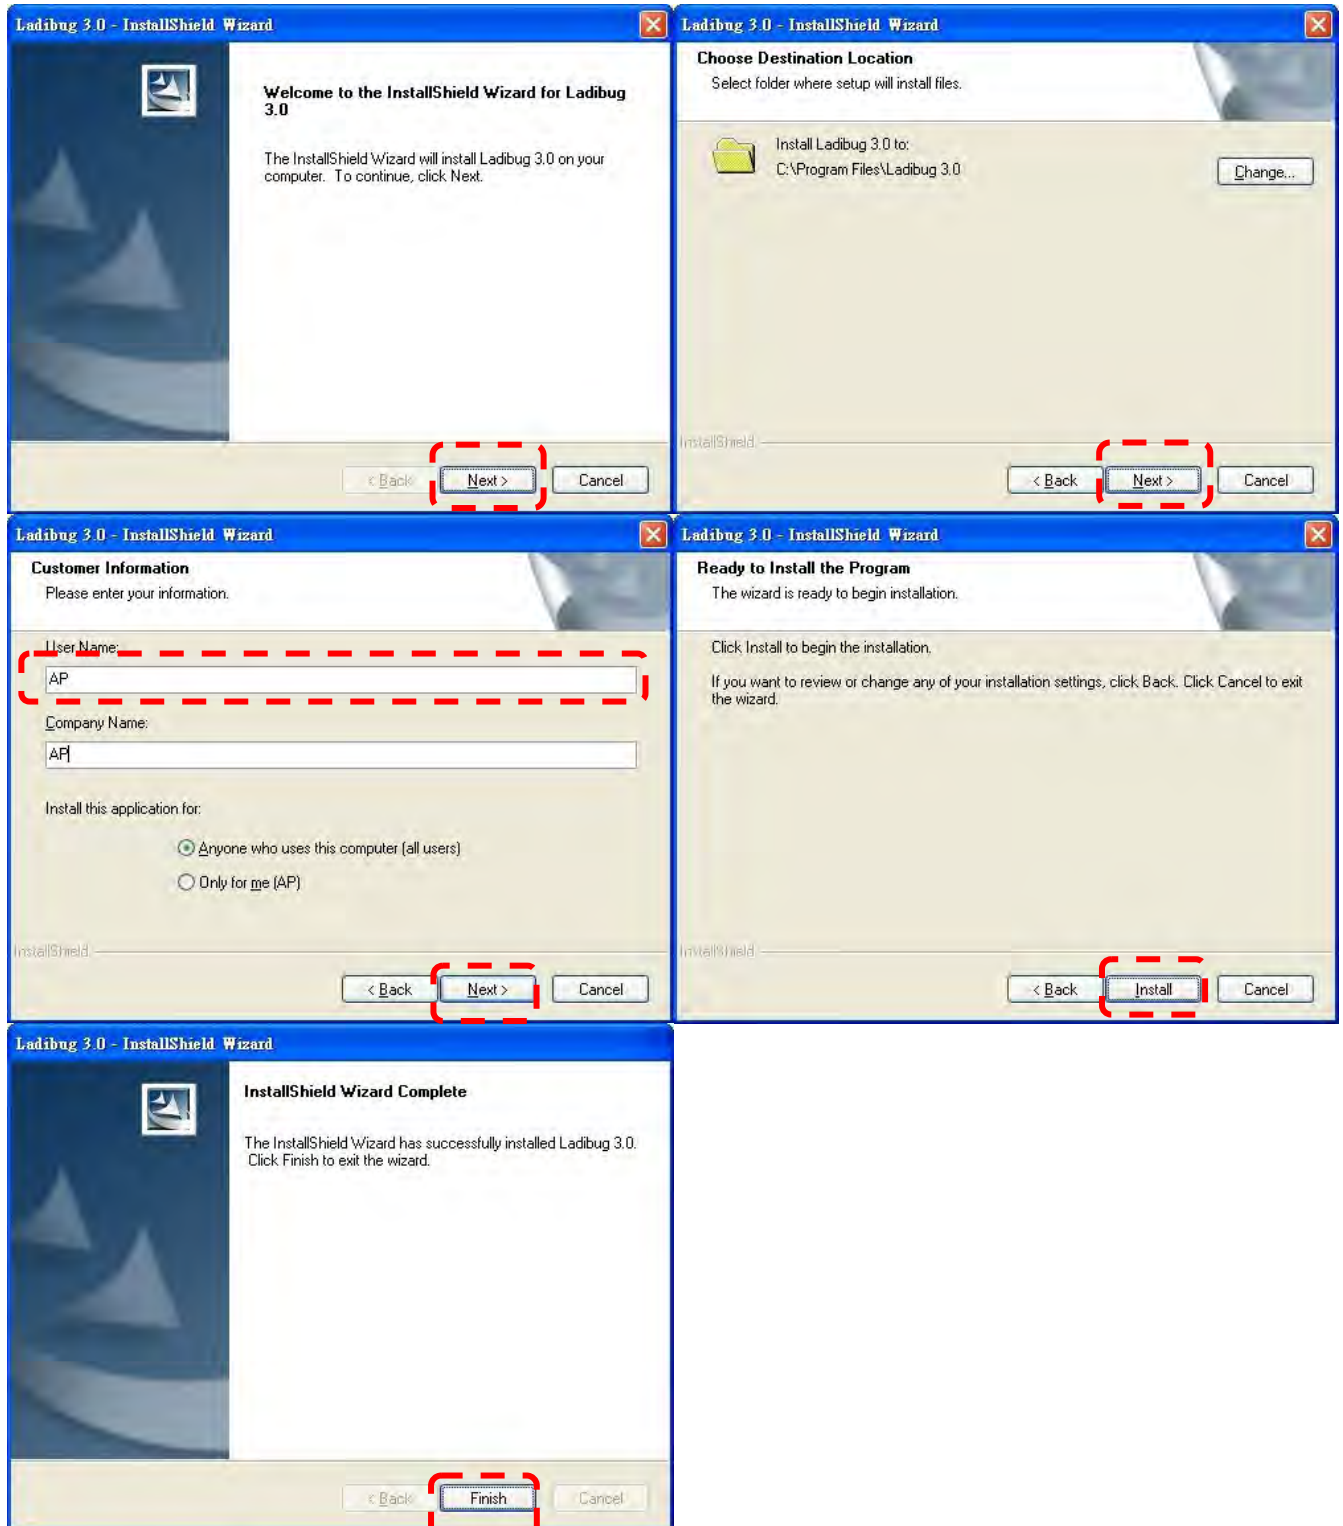 Ladibug 3.0 - InstallShield Wizard
Welcome to the InstallShield Wizard for Ladibug
3.0
The InstallShield Wizard will install Ladibug 3.0 on your
computer. To continue, click Next.
< Back
Next >
Cancel
Ladibug 3.0 - InstallShield Wizard
Choose Destination Location
Select folder where setup will install files.
Install Ladibug 3.0 to:
C:\Program Files\Ladibug 3.0
Change...
InstallShield
< Back
Next >
Cancel
Ladibug 3.0 - InstallShield Wizard
Customer Information
Please enter your information.
User Name:
AP
Company Name:
AP
Install this application for:
Anyone who uses this computer (all users)
Only for me (AP)
InstallShield
< Back
Next >
Cancel
Ladibug 3.0 - InstallShield Wizard
Ready to Install the Program
The wizard is ready to begin installation.
Click Install to begin the installation.
If you want to review or change any of your installation settings, click Back. Click Cancel to exit
the wizard.
InstallShield
< Back
Install
Cancel
Ladibug 3.0 - InstallShield Wizard
InstallShield Wizard Complete
The InstallShield Wizard has successfully installed Ladibug 3.0.
Click Finish to exit the wizard.
< Back
Finish
Cancel